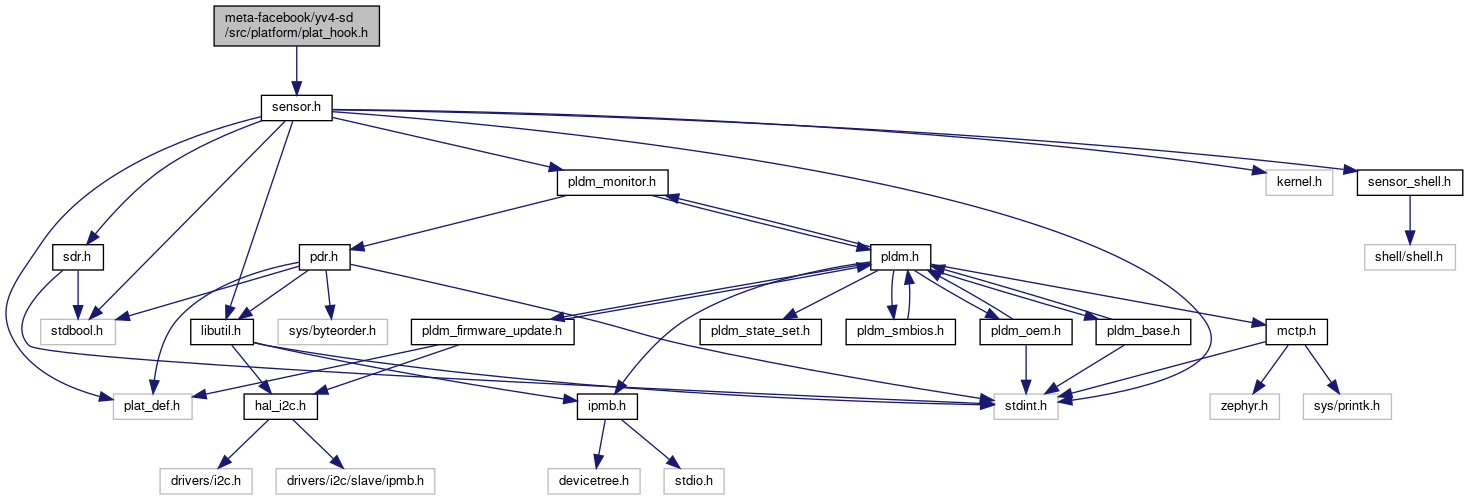 meta-facebook/yv4-sd
/src/platform/plat_hook.h
sensor.h
pldm_monitor.h
kernel.h
sensor_shell.h
sdr.h
pdr.h
pldm.h
shell/shell.h
stdbool.h
libutil.h
sys/byteorder.h
pldm_firmware_update.h
pldm_state_set.h
pldm_smbios.h
pldm_oem.h
pldm_base.h
mctp.h
plat_def.h
hal_i2c.h
ipmb.h
stdint.h
zephyr.h
sys/printk.h
drivers/i2c.h
drivers/i2c/slave/ipmb.h
devicetree.h
stdio.h